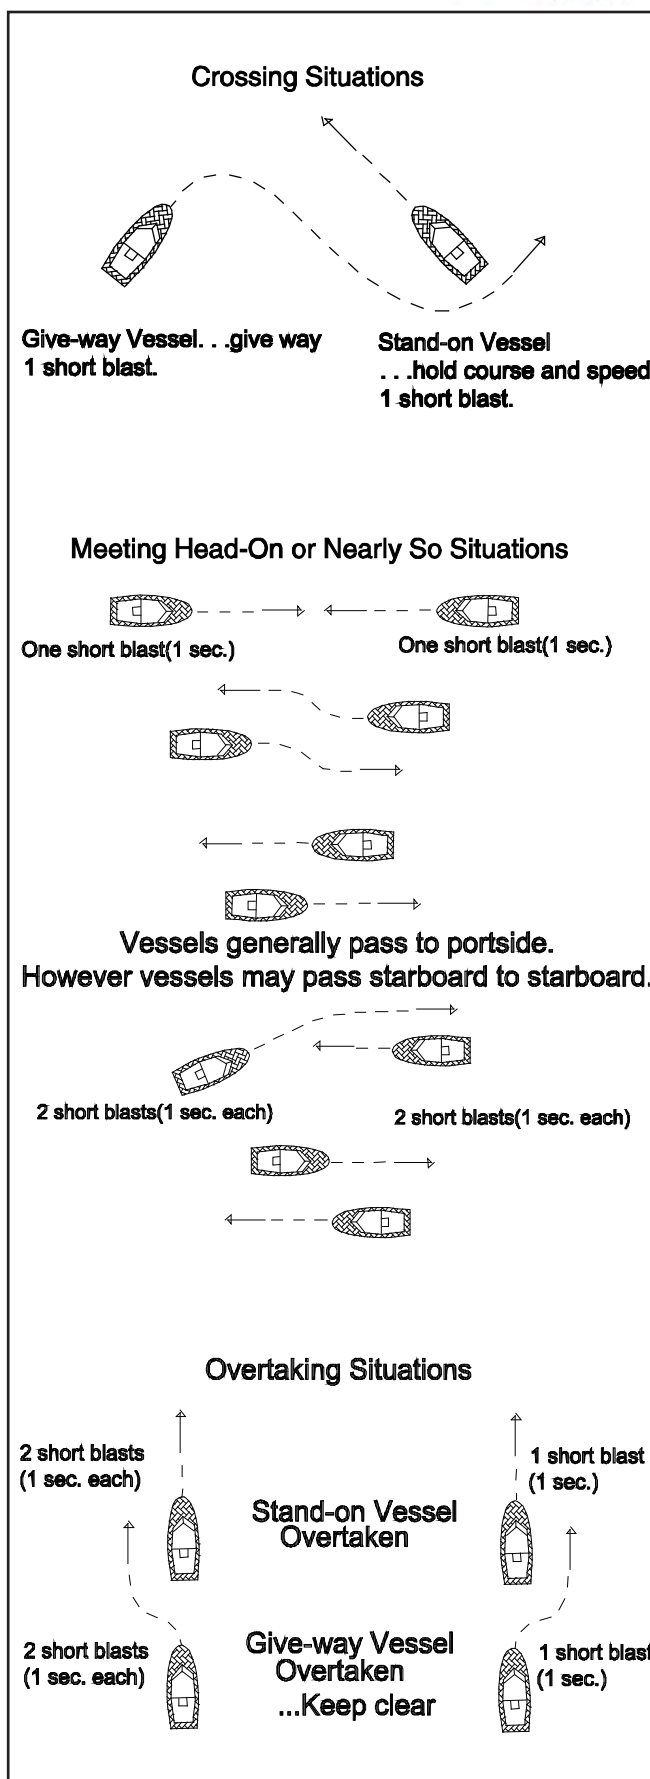 Crossing Situations
Give-way Vessel. . .give way
1 short blast.
Stand-on Vessel
. . .hold course and speed
1 short blast.
Meeting Head-On or Nearly So Situations
One short blast(1 sec.)
One short blast(1 sec.)
Vessels generally pass to portside.
However vessels may pass starboard to starboard.
2 short blasts(1 sec. each)
2 short blasts(1 sec. each)
Overtaking Situations
2 short blasts
(1 sec. each)
1 short blast
(1 sec.)
Stand-on Vessel
Overtaken
2 short blasts
(1 sec. each)
Give-way Vessel
Overtaken
...Keep clear
1 short blast
(1 sec.)